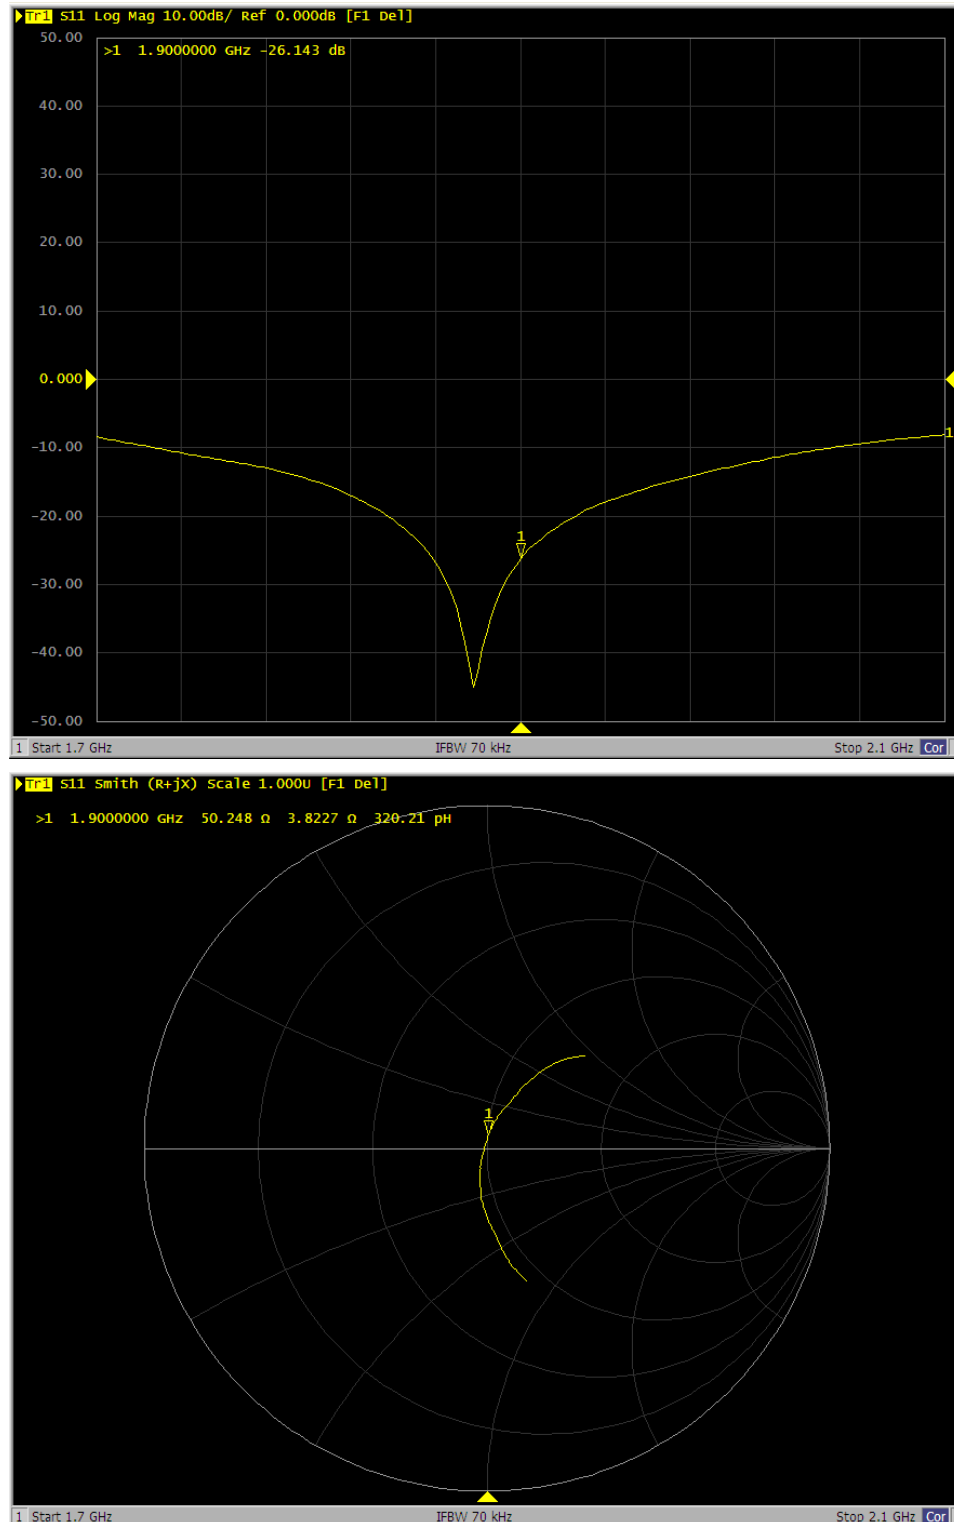 Tr1 S11 Log Mag 10.00dB/ Ref 0.000dB [F1 Del]
50.00
>1 1.9000000 GHz -26.143 dB
40.00
30.00
20.00
10.00
0.000
-10.00
1
-20.00
1
-30.00
-40.00
-50.00
1 Start 1.7 GHz IFBW 70 kHz Stop 2.1 GHz Cor
Tr1 S11 Smith (R+jX) Scale 1.000U [F1 Del]
>1 1.9000000 GHz 50.248 Ω 3.8227 Ω 320.21 pH
1
1 Start 1.7 GHz IFBW 70 kHz Stop 2.1 GHz Cor